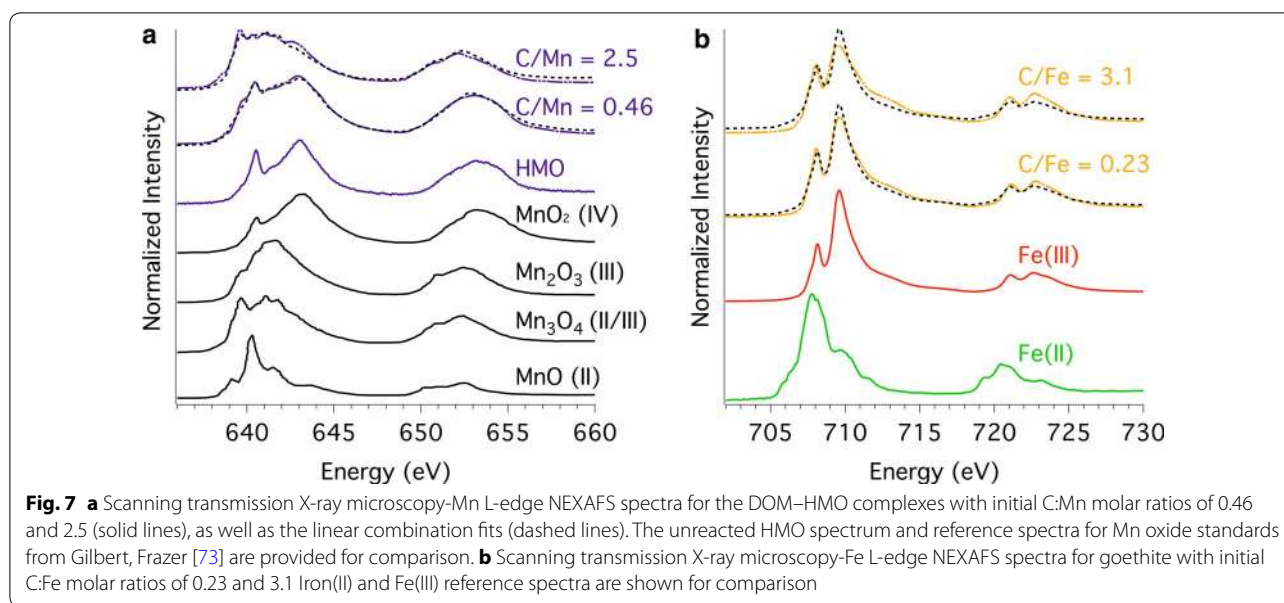 a
C/Mn = 2.5
C/Mn = 0.46
HMO
MnO₂ (IV)
Mn₂O₃ (III)
Mn₃O₄ (II/III)
MnO (II)
Normalized Intensity
640 645 650 655 660
Energy (eV)
b
C/Fe = 3.1
C/Fe = 0.23
Fe(III)
Fe(II)
Normalized Intensity
705 710 715 720 725 730
Energy (eV)
Fig. 7 a Scanning transmission X-ray microscopy-Mn L-edge NEXAFS spectra for the DOM–HMO complexes with initial C:Mn molar ratios of 0.46
and 2.5 (solid lines), as well as the linear combination fits (dashed lines). The unreacted HMO spectrum and reference spectra for Mn oxide standards
from Gilbert, Frazer [73] are provided for comparison. b Scanning transmission X-ray microscopy-Fe L-edge NEXAFS spectra for goethite with initial
C:Fe molar ratios of 0.23 and 3.1 Iron(II) and Fe(III) reference spectra are shown for comparison